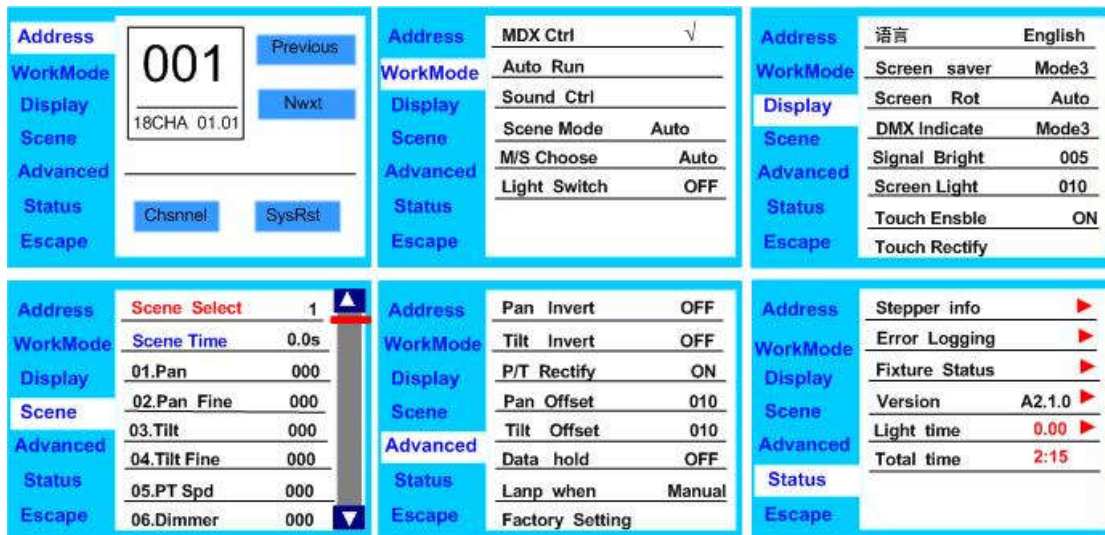 Address
WorkMode
Display
Scene
Advanced
Status
Escape
001
18CHA 01.01
Previous
Nwxt
Chsnnel
SysRst
Address
WorkMode
Display
Scene
Advanced
Status
Escape
MDX Ctrl √
Auto Run
Sound Ctrl
Scene Mode Auto
M/S Choose Auto
Light Switch OFF
Address
WorkMode
Display
Scene
Advanced
Status
Escape
语言 English
Screen saver Mode3
Screen Rot Auto
DMX Indicate Mode3
Signal Bright 005
Screen Light 010
Touch Ensble ON
Touch Rectify
Address
WorkMode
Display
Scene
Advanced
Status
Escape
Scene Select 1
Scene Time 0.0s
01.Pan 000
02.Pan Fine 000
03.Tilt 000
04.Tilt Fine 000
05.PT Spd 000
06.Dimmer 000
Address
WorkMode
Display
Scene
Advanced
Status
Escape
Pan Invert OFF
Tilt Invert OFF
P/T Rectify ON
Pan Offset 010
Tilt Offset 010
Data hold OFF
Lanp when Manual
Factory Setting
Address
WorkMode
Display
Scene
Advanced
Status
Escape
Stepper info
Error Logging
Fixture Status
Version A2.1.0
Light time 0.00
Total time 2:15